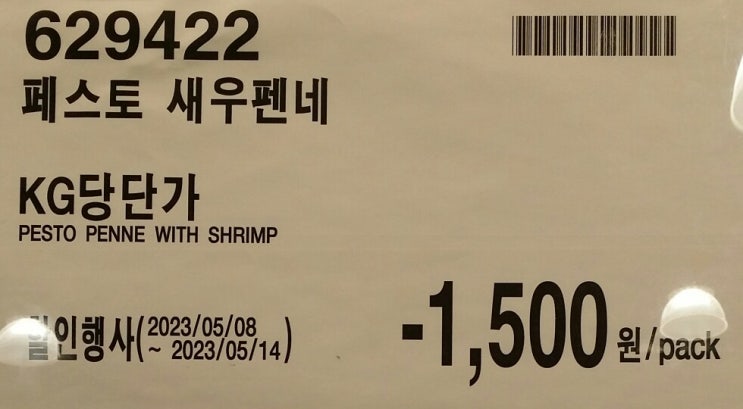 629422
페스토 새우펜네
KG당단가
PESTO PENNE WITH SHRIMP
할인행사(2023/05/08
~ 2023/05/14)
-1,500원/pack